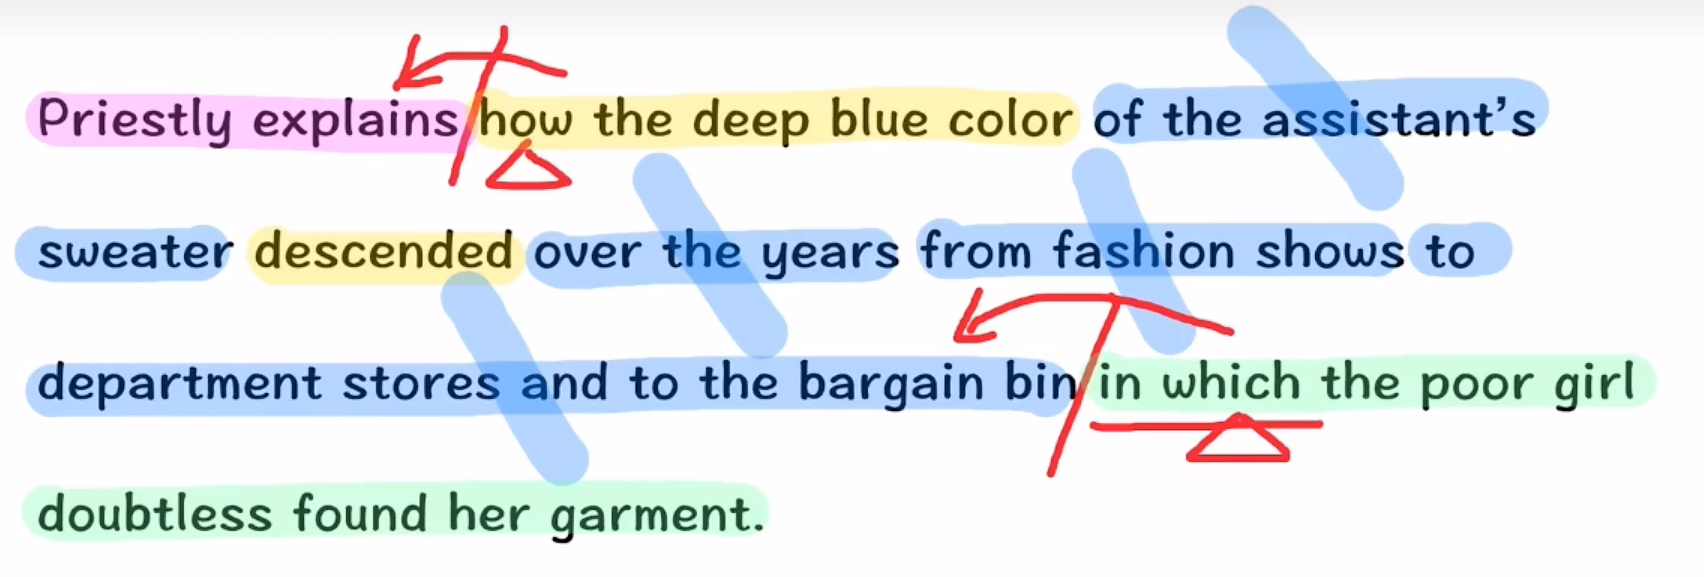 Priestly explains how the deep blue color of the assistant’s
sweater descended over the years from fashion shows to
department stores and to the bargain bin in which the poor girl
doubtless found her garment.